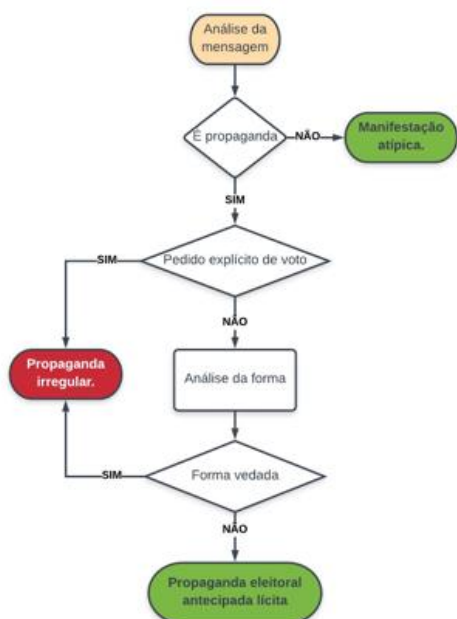 Análise da
mensagem
É propaganda
NÃO
Manifestação
atípica.
SIM
Pedido explícito de voto
SIM
NÃO
Propaganda
irregular.
Análise da forma
Forma vedada
SIM
NÃO
Propaganda eleitoral
antecipada lícita